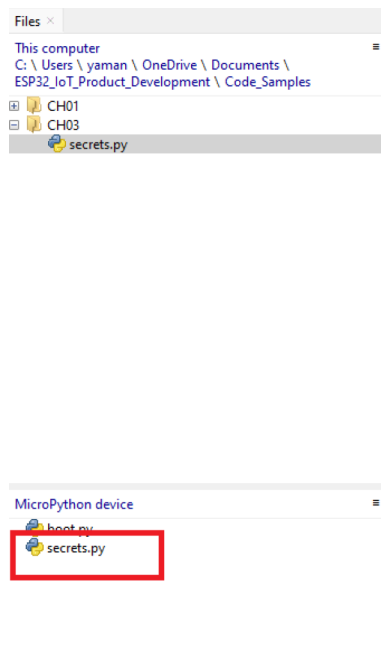 Files ×
This computer
C: \ Users \ yaman \ OneDrive \ Documents \
ESP32_IoT_Product_Development \ Code_Samples
CH01
CH03
secrets.py
MicroPython device
boot.py
secrets.py